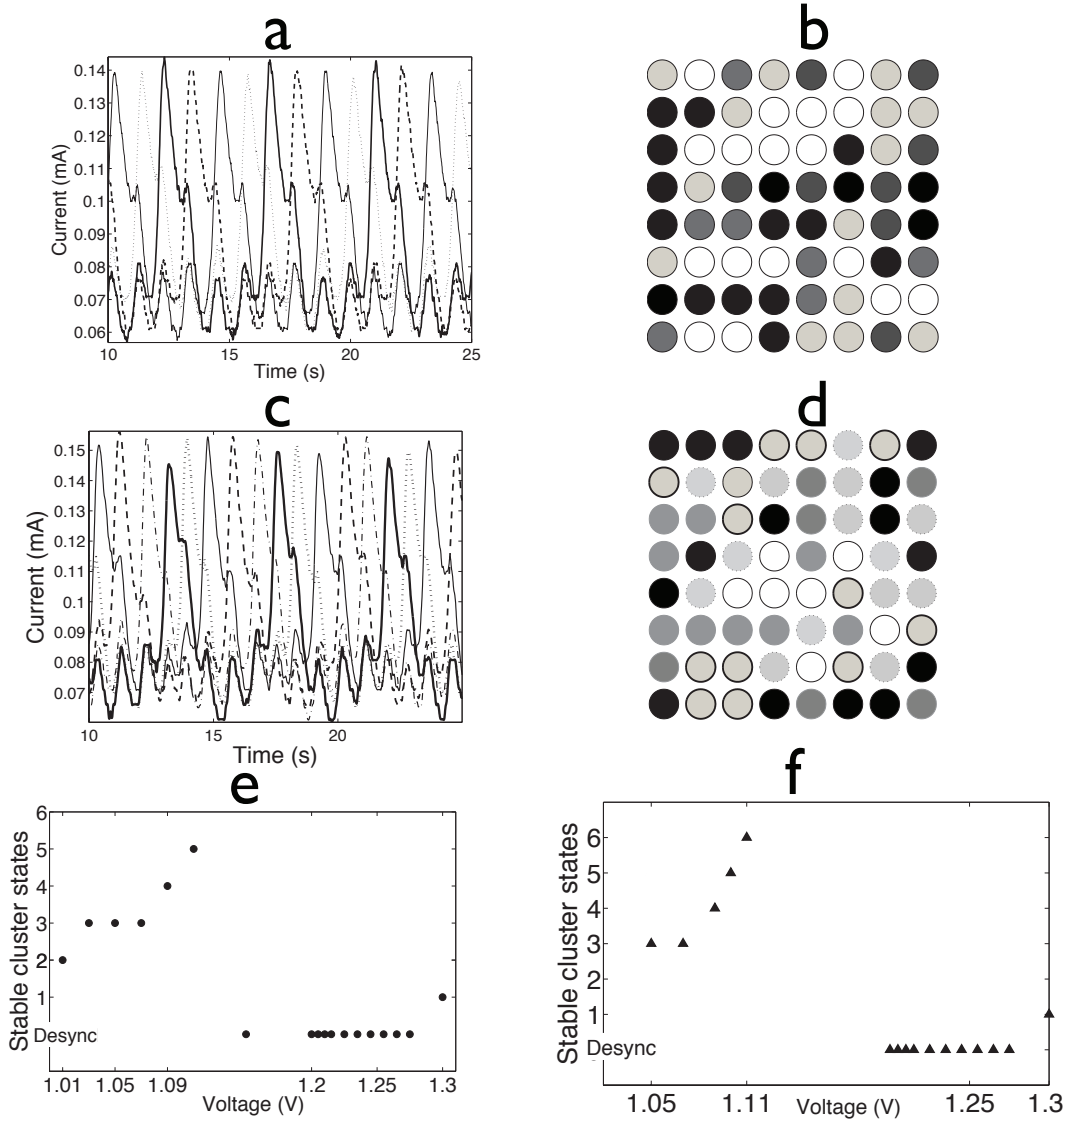 a
b
0.14
0.13
0.12
0.11
0.1
0.09
0.08
0.07
0.06
Current (mA)
10
15
20
25
Time (s)
c
d
0.15
0.14
0.13
0.12
0.11
0.1
0.09
0.08
0.07
Current (mA)
10
15
20
Time (s)
e
f
6
5
4
3
2
1
Desync
Stable cluster states
1.01
1.05
1.09
1.2
1.25
1.3
Voltage (V)
6
5
4
3
2
1
Desync
Stable cluster states
1.05
1.11
1.25
1.3
Voltage (V)